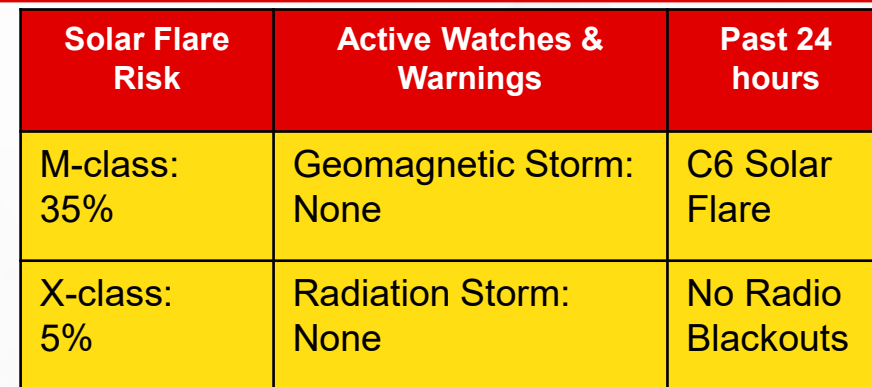 Solar Flare
Risk
Active Watches &
Warnings
Past 24
hours
M-class:
35%
Geomagnetic Storm:
None
C6 Solar
Flare
X-class:
5%
Radiation Storm:
None
No Radio
Blackouts